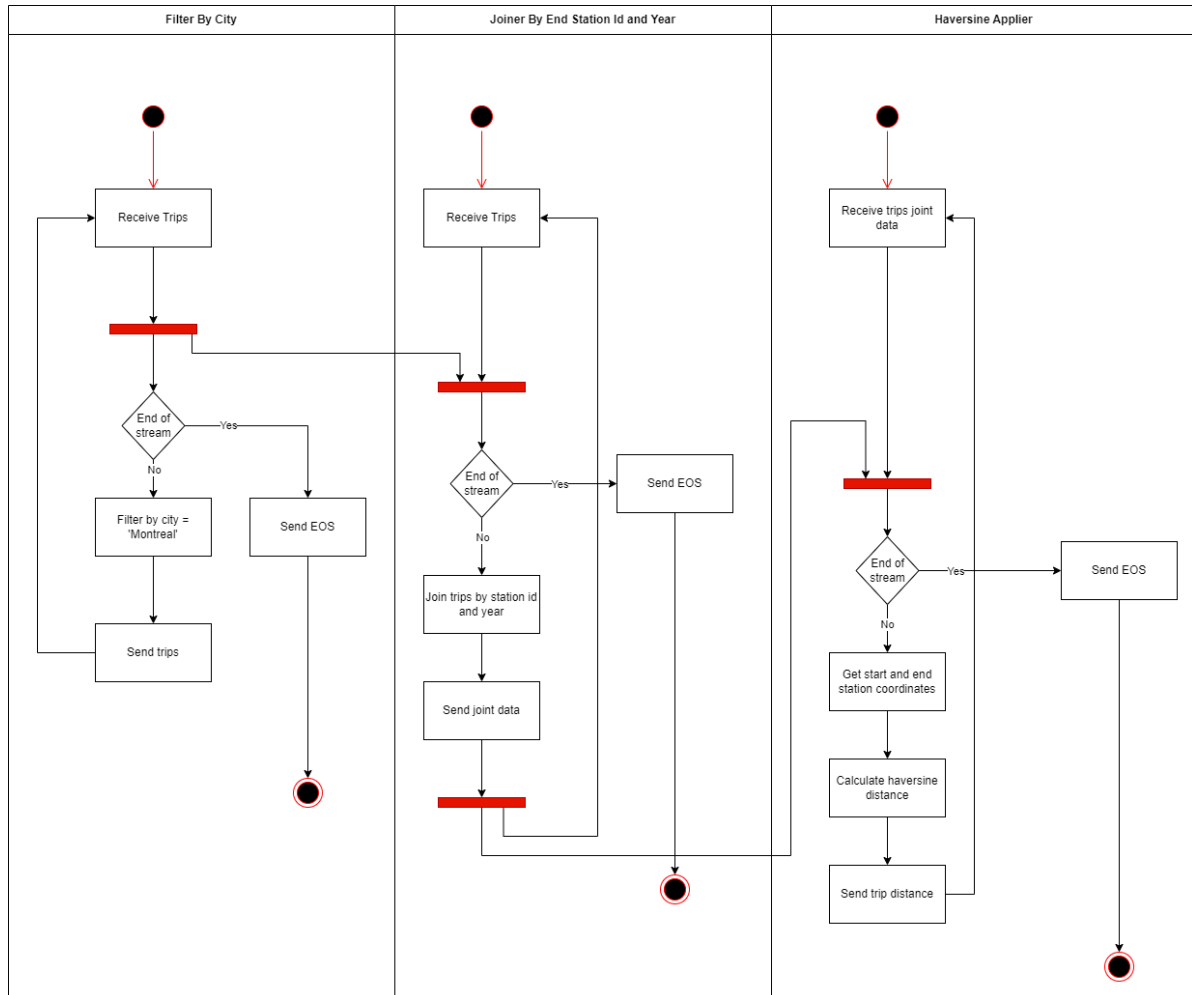 Filter By City
Joiner By End Station Id and Year
Haversine Applier
Receive Trips
End of
stream
Yes
No
Filter by city =
'Montreal'
Send EOS
Send trips
Receive Trips
End of
stream
Yes
Send EOS
No
Join trips by station id
and year
Send joint data
Receive trips joint
data
End of
stream
Yes
Send EOS
No
Get start and end
station coordinates
Calculate haversine
distance
Send trip distance